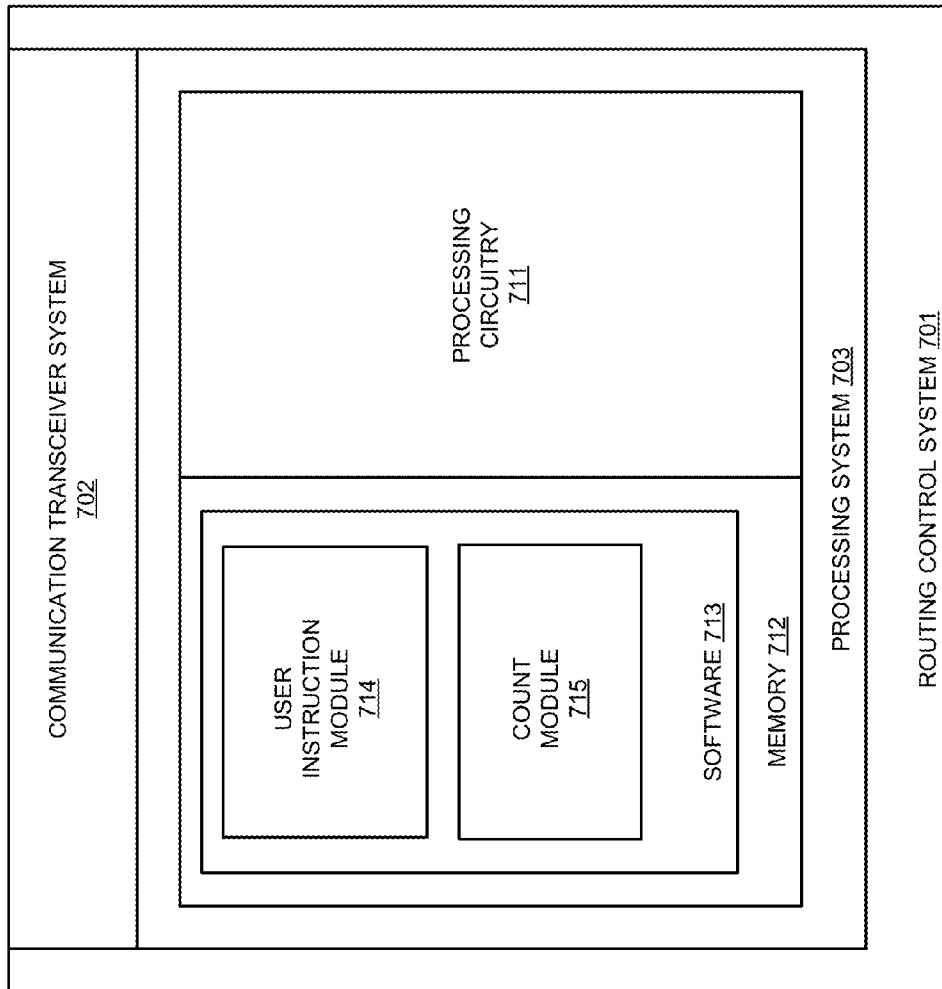 COMMUNICATION TRANSCEIVER SYSTEM
702
USER
INSTRUCTION
MODULE
714
COUNT
MODULE
715
SOFTWARE 713
MEMORY 712
PROCESSING
CIRCUITRY
711
PROCESSING SYSTEM 703
ROUTING CONTROL SYSTEM 701